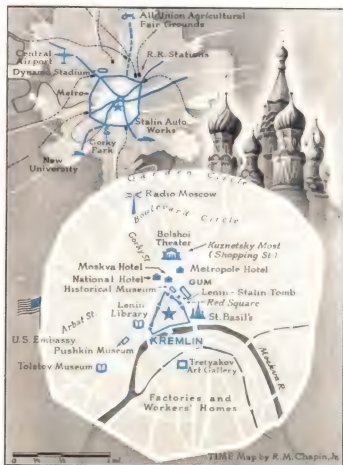 All-Union Agricultural
Fair Grounds
Central
Airport
R.R. Stations
Dynamo Stadium
Metro
Stalin Auto
Works
Gorky
Park
New
University
Garden Circle
Radio Moscow
Boulevard Circle
Gorky St.
Bolshoi
Theater
Kuznetsky Most
(Shopping St.)
Moskva Hotel
Metropole Hotel
National Hotel
GUM
Historical Museum
Lenin-Stalin Tomb
Red Square
Lenin
Library
St. Basil's
Arbat St.
U.S. Embassy
KREMLIN
Pushkin Museum
Moskva R.
Tolstoy Museum
Tretyakov
Art Gallery
Factories and
Workers' Homes
TIME Map by R.M. Chapin, Jr.